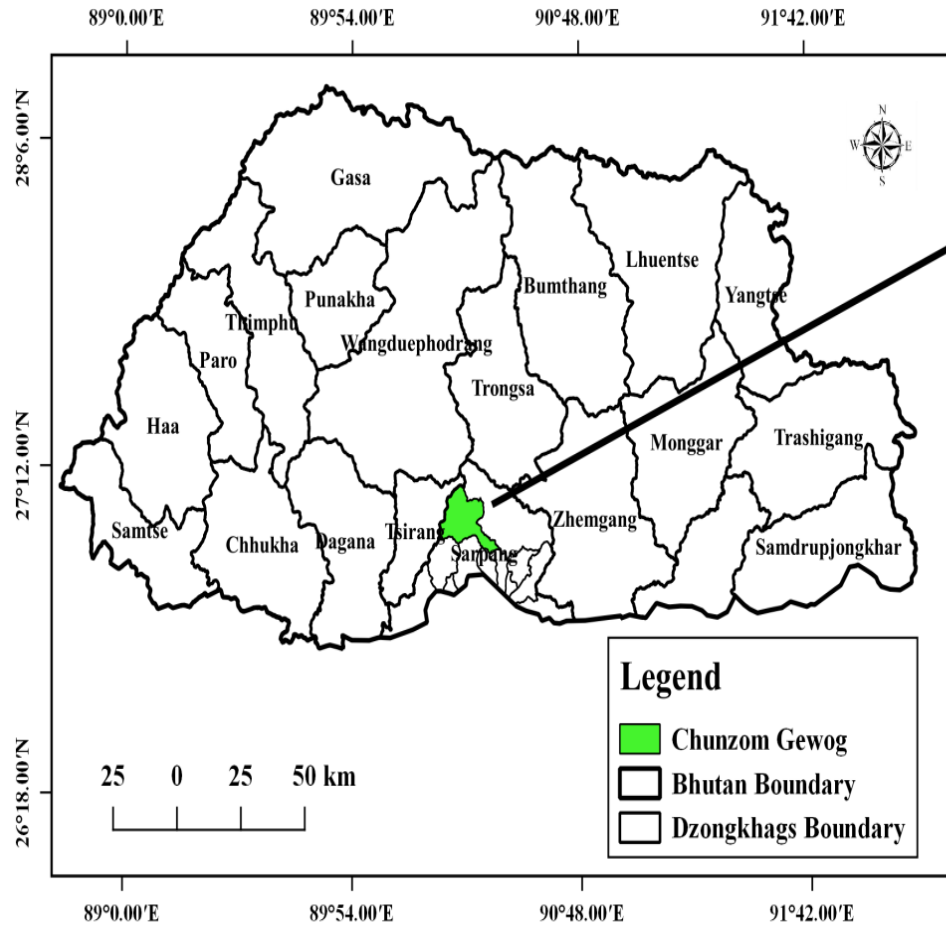 89°0.00′E 89°54.00′E 90°48.00′E 91°42.00′E
28°6.00′N
27°12.00′N
26°18.00′N
N
W E
S
Gasa
Punakha
Thimphu
Paro
Haa
Wangduephodrang
Bumthang
Lhuentse
Yangtse
Trongsa
Monggar
Trashigang
Samtse
Chhukha
Dagana
Tsirang
Sarpang
Zhemgang
Samdrupjongkhar
Legend
Chunzom Gewog
Bhutan Boundary
Dzongkhags Boundary
25 0 25 50 km
89°0.00′E 89°54.00′E 90°48.00′E 91°42.00′E